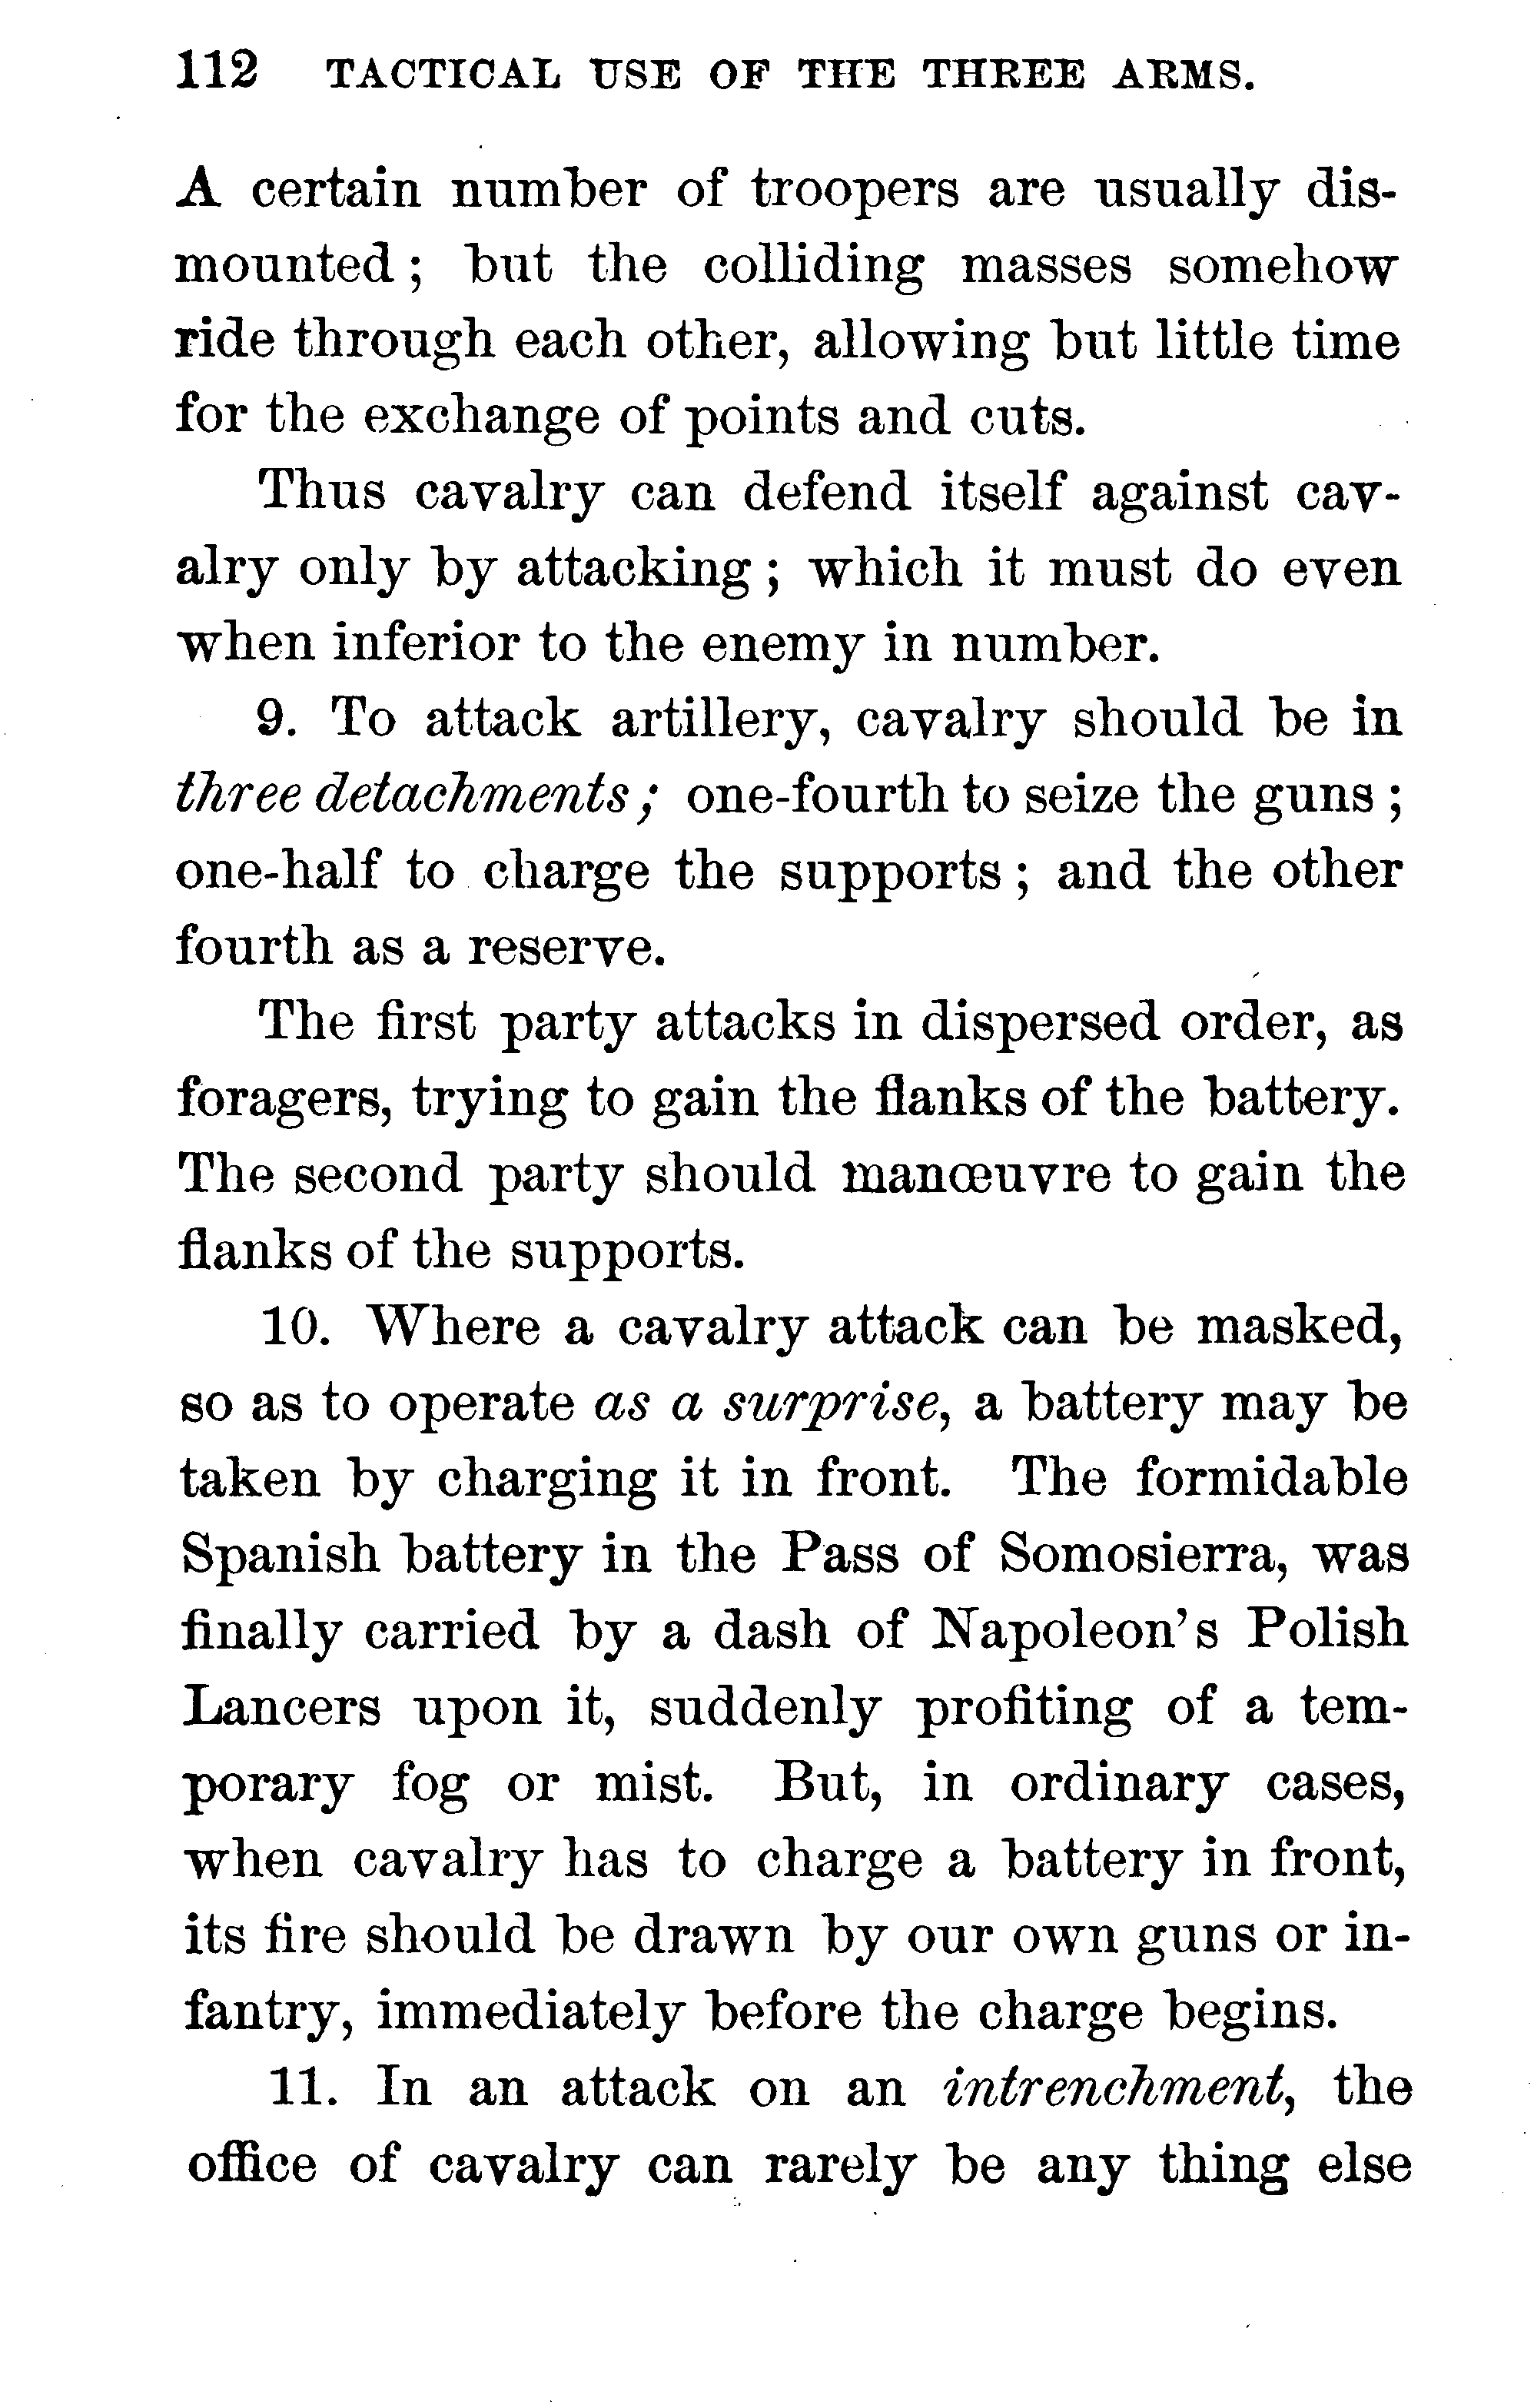 112 TACTICAL USE OF THE THREE ARMS.
A certain number of troopers are usually dis-
mounted; but the colliding masses somehow
ride through each other, allowing but little time
for the exchange of points and cuts.
Thus cavalry can defend itself against cav-
alry only by attacking; which it must do even
when inferior to the enemy in number.
9. To attack artillery, cavalry should be in
three detachments; one-fourth to seize the guns;
one-half to charge the supports; and the other
fourth as a reserve.
The first party attacks in dispersed order, as
foragers, trying to gain the flanks of the battery.
The second party should manœuvre to gain the
flanks of the supports.
10. Where a cavalry attack can be masked,
so as to operate as a surprise, a battery may be
taken by charging it in front. The formidable
Spanish battery in the Pass of Somosierra, was
finally carried by a dash of Napoleon's Polish
Lancers upon it, suddenly profiting of a tem-
porary fog or mist. But, in ordinary cases,
when cavalry has to charge a battery in front,
its fire should be drawn by our own guns or in-
fantry, immediately before the charge begins.
11. In an attack on an intrenchment, the
office of cavalry can rarely be any thing else